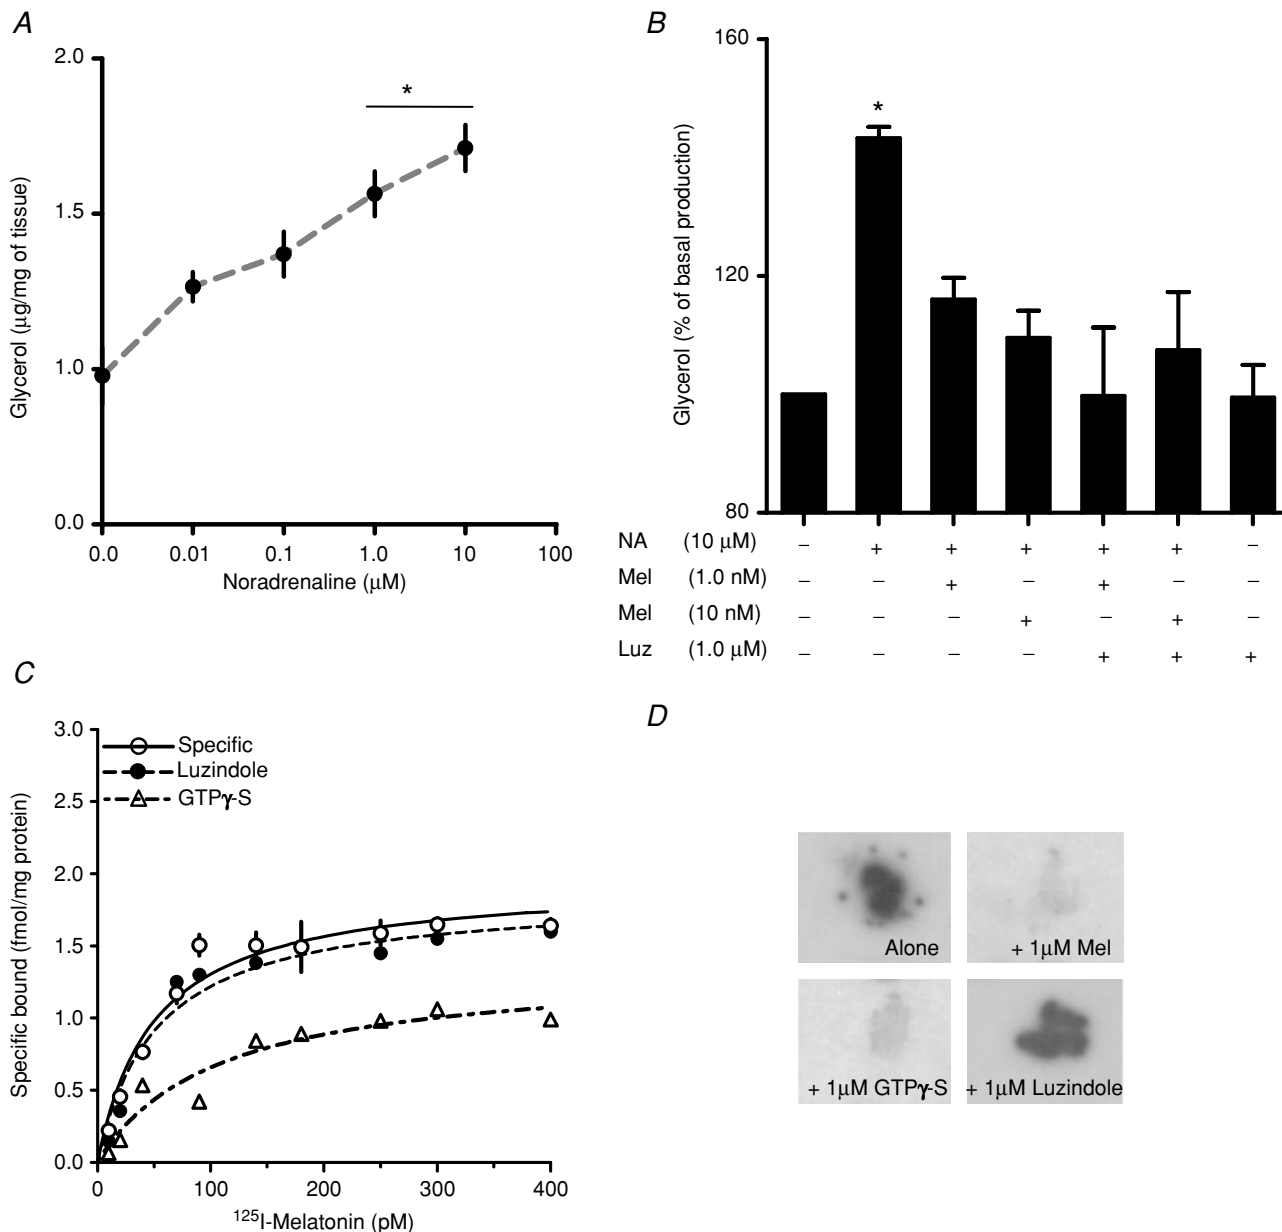 A
2.0
1.5
1.0
0.0
*
Glycerol (μg/mg of tissue)
0.0 0.01 0.1 1.0 10 100
Noradrenaline (μM)
B
160
120
80
*
Glycerol (% of basal production)
NA (10 μM) – + + + + + –
Mel (1.0 nM) – – + – + – –
Mel (10 nM) – – – + – + –
Luz (1.0 μM) – – – – + + +
C
3.0
2.5
2.0
1.5
1.0
0.5
0.0
Specific
Luzindole
GTPγ-S
Specific bound (fmol/mg protein)
0 100 200 300 400
¹²⁵I-Melatonin (pM)
D
Alone
+ 1μM Mel
+ 1μM GTPγ-S
+ 1μM Luzindole